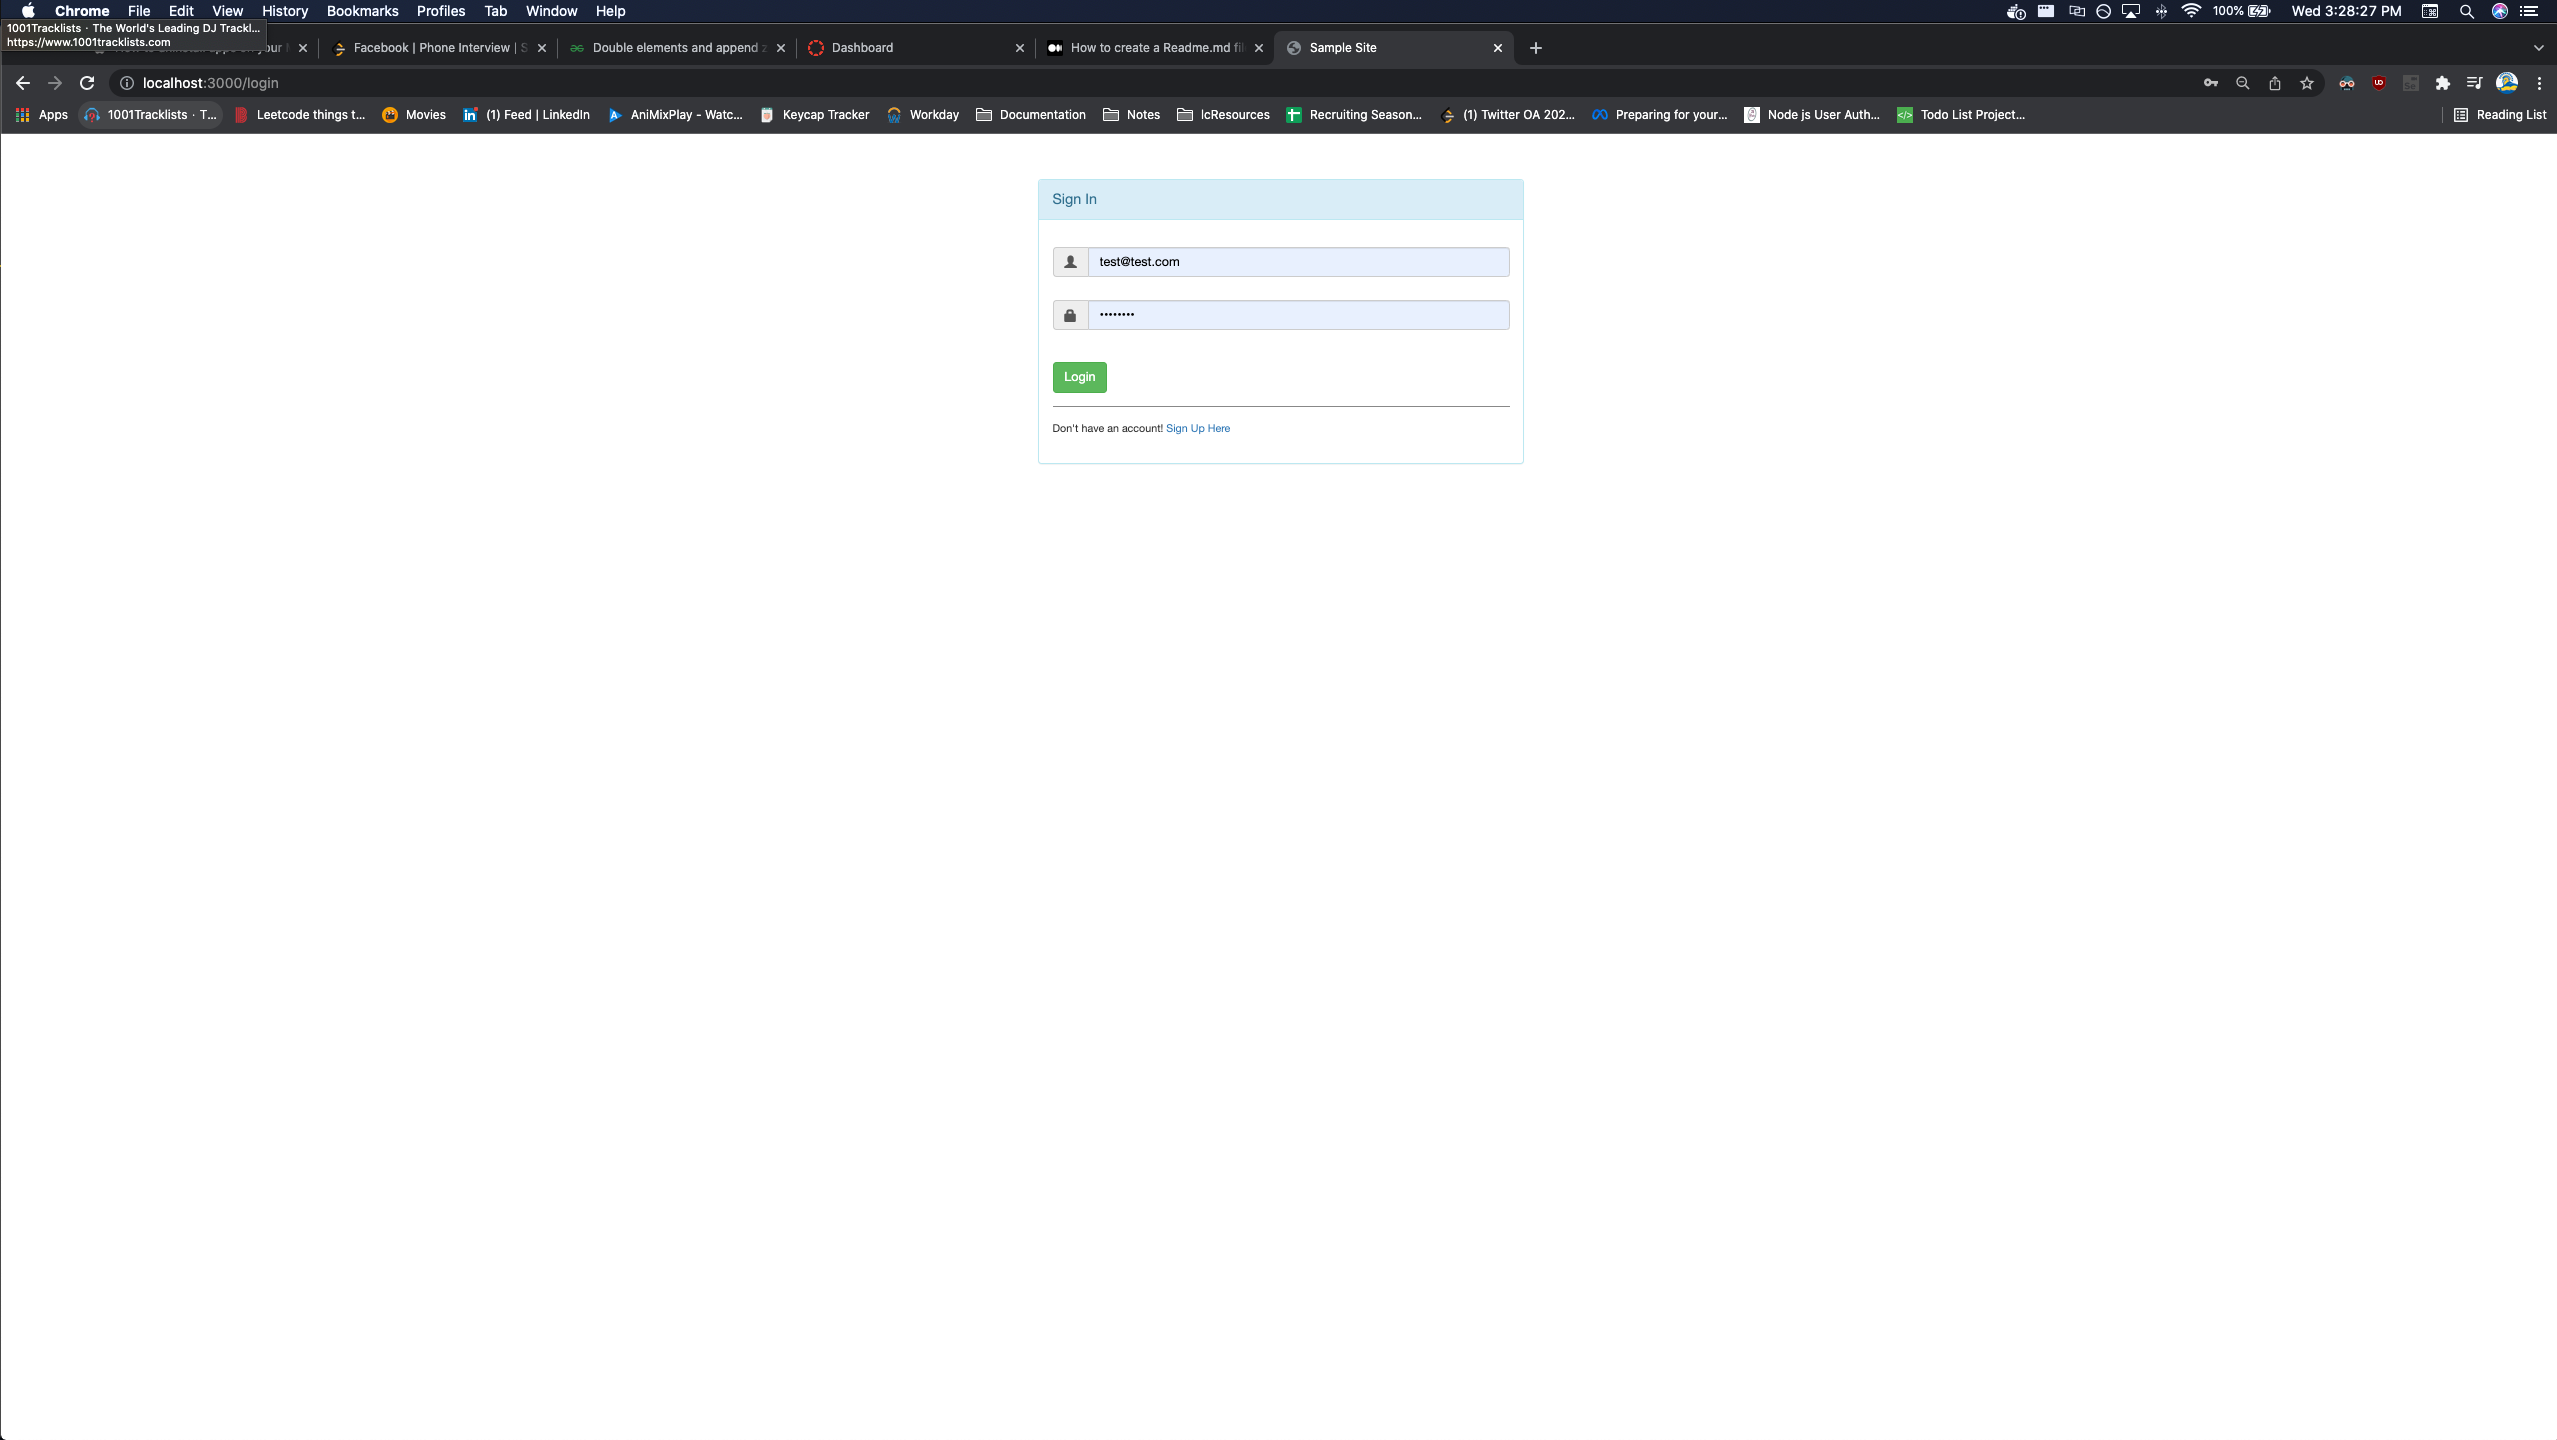 Chrome File Edit View History Bookmarks Profiles Tab Window Help 100% Wed 3:28:27 PM
1001Tracklists · The World's Leading DJ Trackl...
https://www.1001tracklists.com
Facebook | Phone Interview | S Double elements and append z Dashboard How to create a Readme.md fil Sample Site
localhost:3000/login
Apps 1001Tracklists · T... Leetcode things t... Movies (1) Feed | LinkedIn AniMixPlay - Watc... Keycap Tracker Workday Documentation Notes lcResources Recruiting Season... (1) Twitter OA 202... Preparing for your... Node js User Auth... Todo List Project... Reading List
Sign In
test@test.com
Login
Don't have an account! Sign Up Here